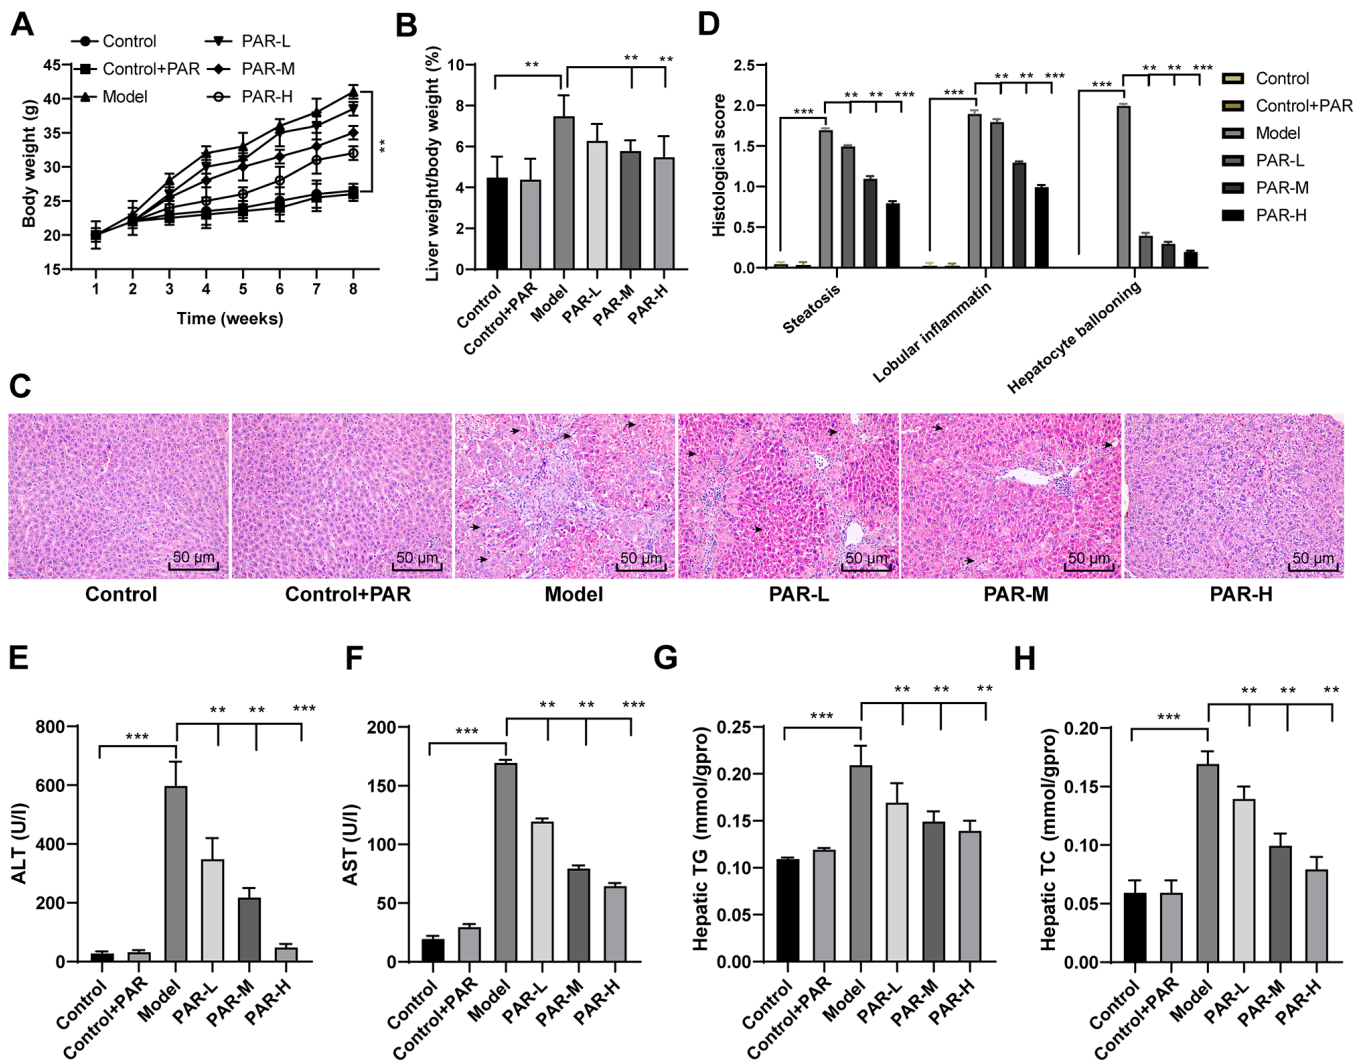 A
Control
Control+PAR
Model
PAR-L
PAR-M
PAR-H
Body weight (g)
45
40
35
30
25
20
15
**
1 2 3 4 5 6 7 8
Time (weeks)
B
Liver weight/body weight (%)
10
8
6
4
2
0
** ** **
Control
Control+PAR
Model
PAR-L
PAR-M
PAR-H
D
Histological score
2.5
2.0
1.5
1.0
0.5
0.0
*** ** ** ***
*** ** ** ***
*** ** ** ***
Steatosis
Lobular inflammatin
Hepatocyte ballooning
Control
Control+PAR
Model
PAR-L
PAR-M
PAR-H
C
50 μm 50 μm 50 μm 50 μm 50 μm 50 μm
Control Control+PAR Model PAR-L PAR-M PAR-H
E
ALT (U/l)
800
600
400
200
0
*** ** ** ***
Control
Control+PAR
Model
PAR-L
PAR-M
PAR-H
F
AST (U/l)
200
150
100
50
0
*** ** ** ***
Control
Control+PAR
Model
PAR-L
PAR-M
PAR-H
G
Hepatic TG (mmol/gpro)
0.25
0.20
0.15
0.10
0.05
0.00
*** ** ** **
Control
Control+PAR
Model
PAR-L
PAR-M
PAR-H
H
Hepatic TC (mmol/gpro)
0.20
0.15
0.10
0.05
0.00
*** ** ** **
Control
Control+PAR
Model
PAR-L
PAR-M
PAR-H